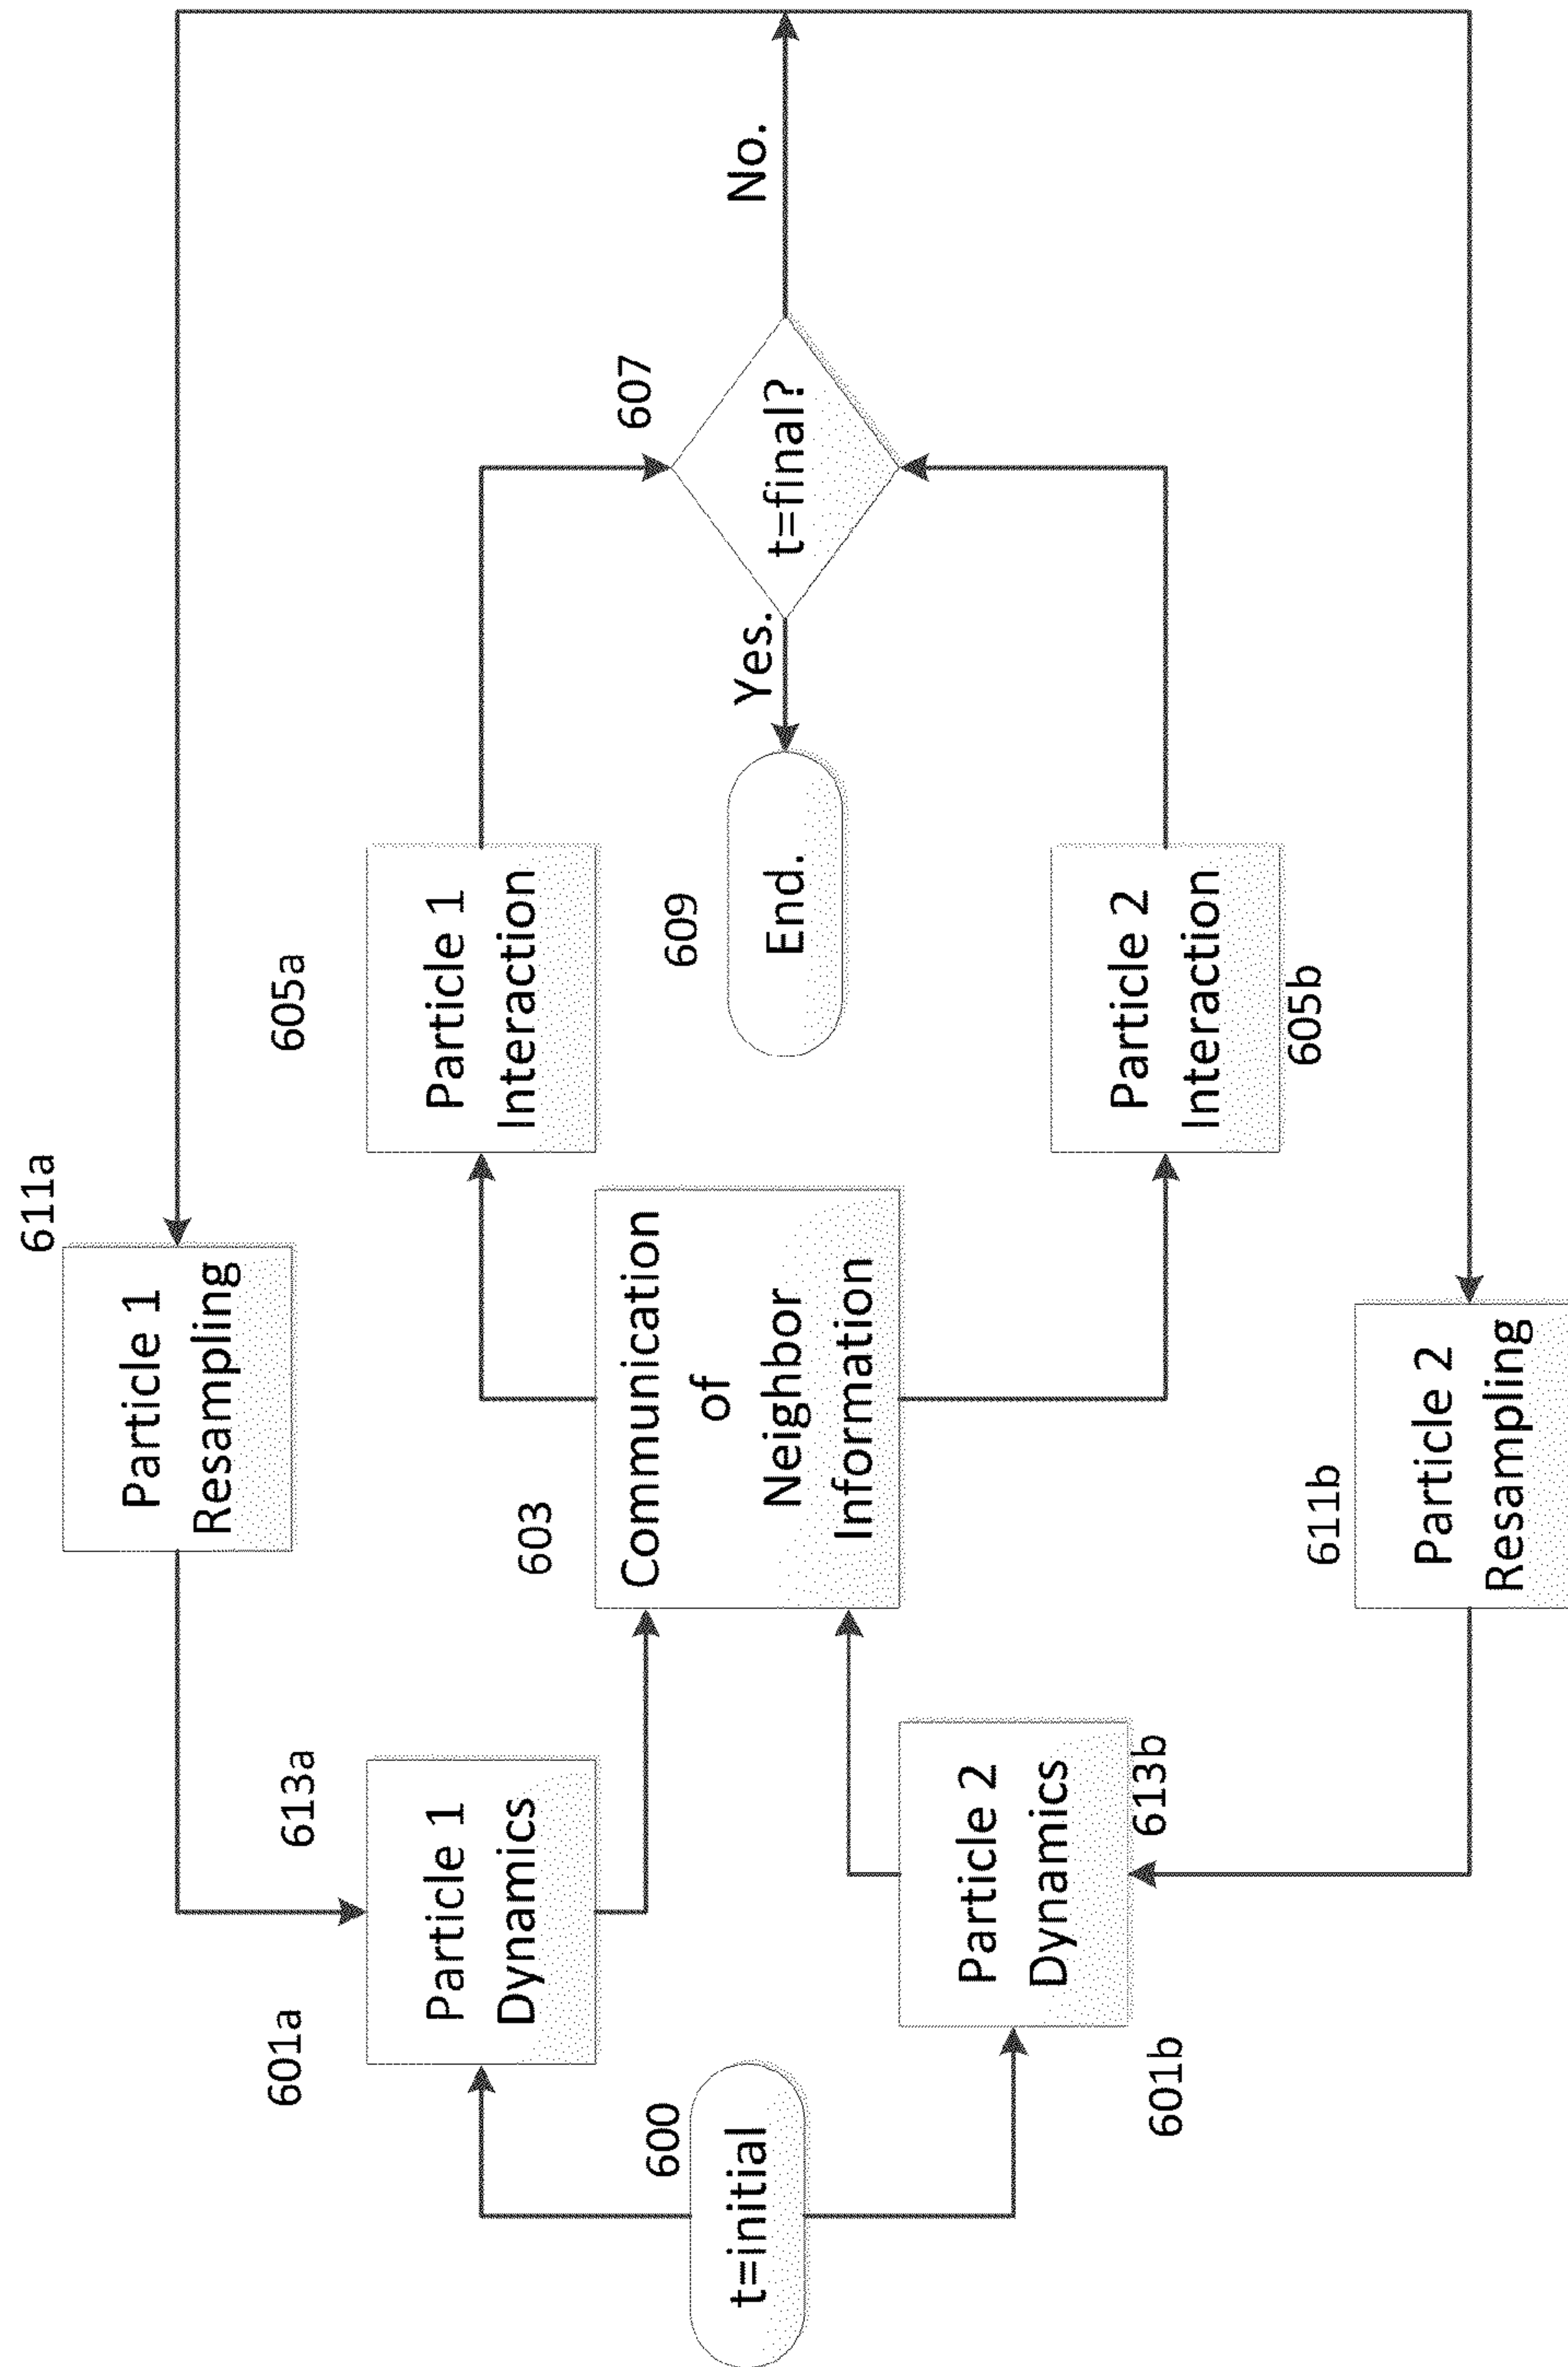 611a
Particle 1
Resampling
601a
613a
605a
Particle 1
Dynamics
Particle 1
Interaction
603
607
600
t=initial
Communication
of
Neighbor
Information
609
End.
Yes.
t=final?
No.
Particle 2
Dynamics
Particle 2
Interaction
601b
613b
605b
611b
Particle 2
Resampling